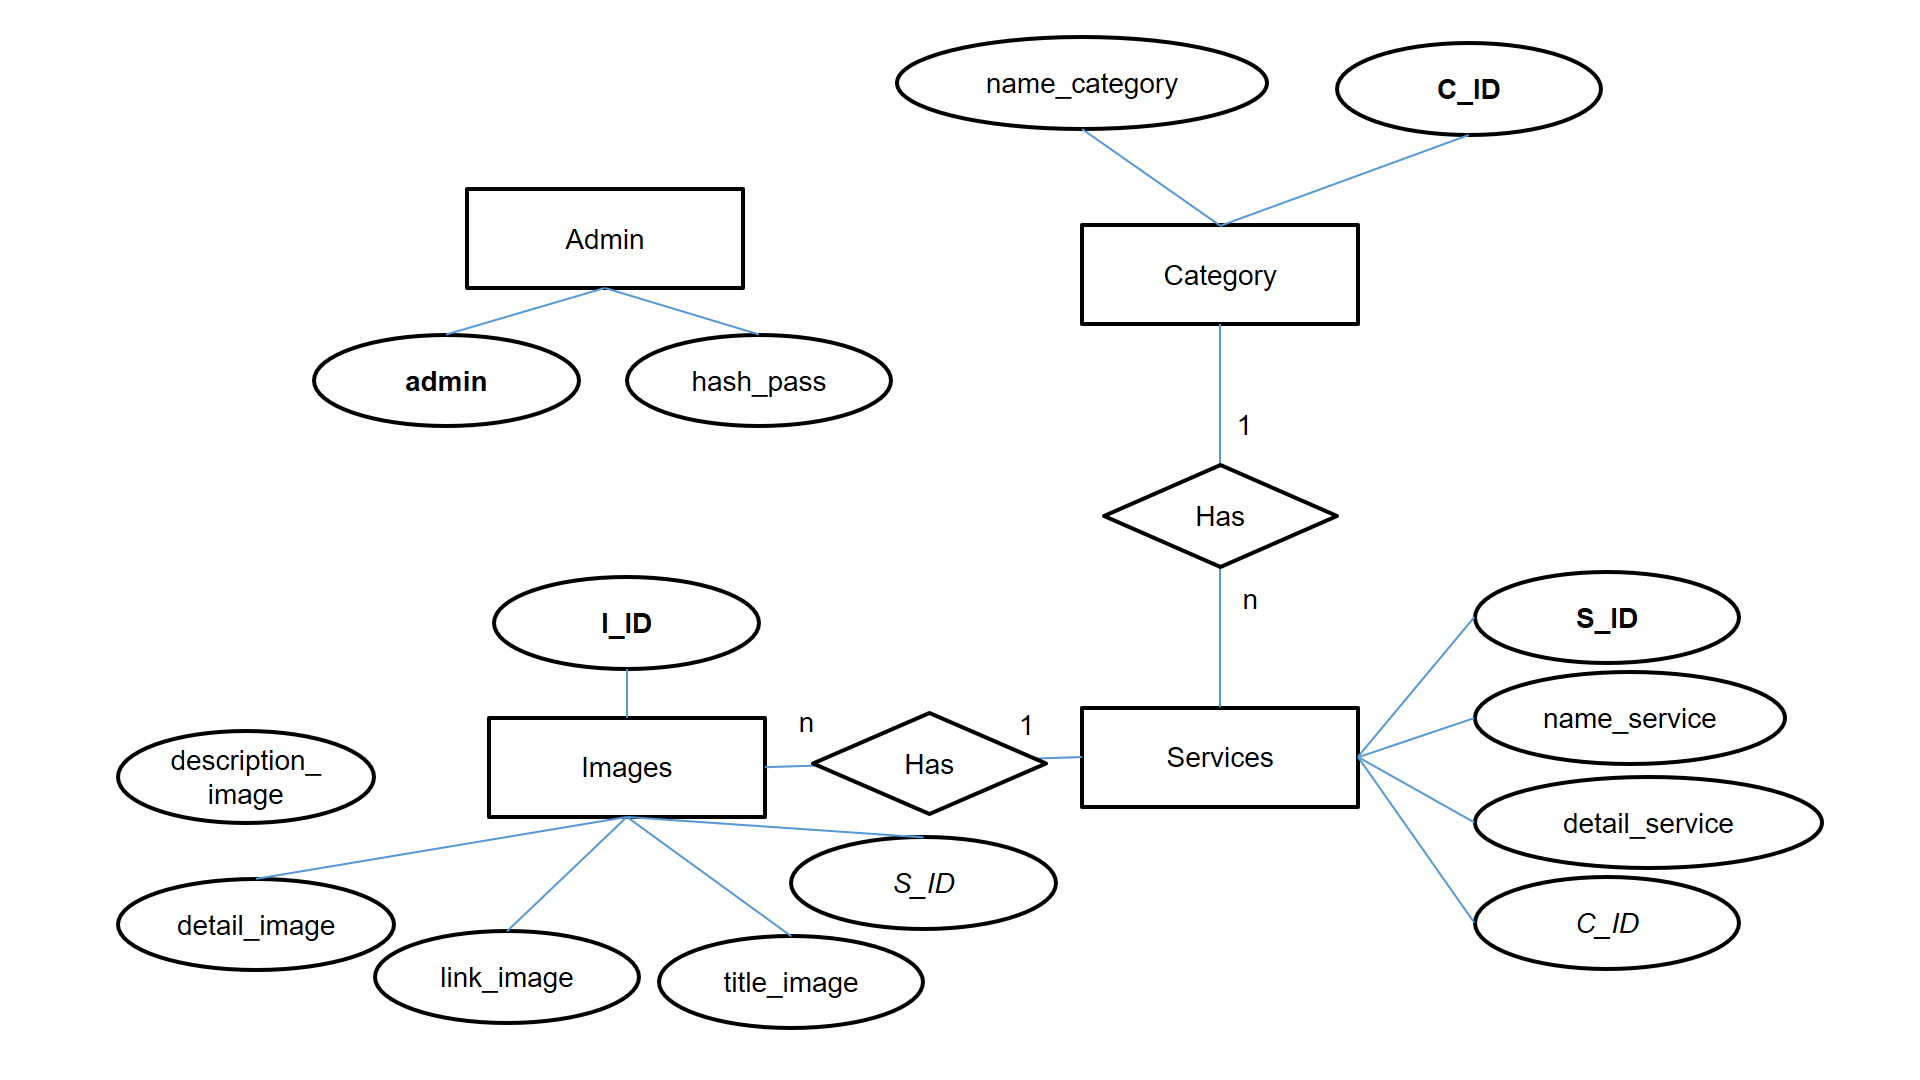 name_category
C_ID
Admin
Category
admin
hash_pass
1
Has
n
I_ID
S_ID
name_service
n
1
description_
image
Images
Has
Services
detail_service
S_ID
C_ID
detail_image
link_image
title_image